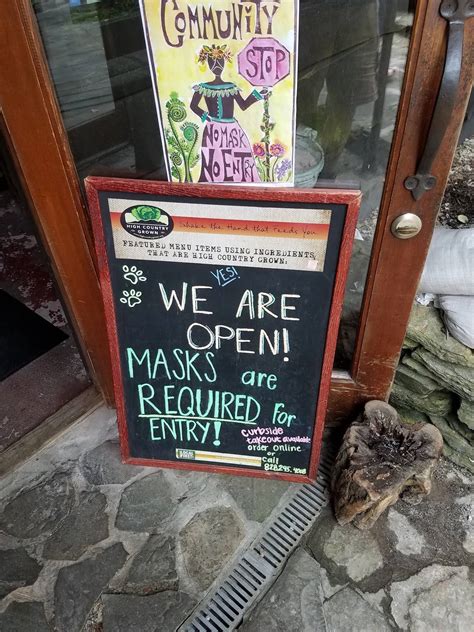 COMMUNITY
STOP
NO MASK
NO ENTRY
HIGH COUNTRY
GROWN
Shake the Hand that Feeds You
FEATURED MENU ITEMS USING INGREDIENTS
THAT ARE HIGH COUNTRY GROWN:
YES!
WE ARE
OPEN!
MASKS are
REQUIRED for
ENTRY!
curbside
takeout available
order online
or
call